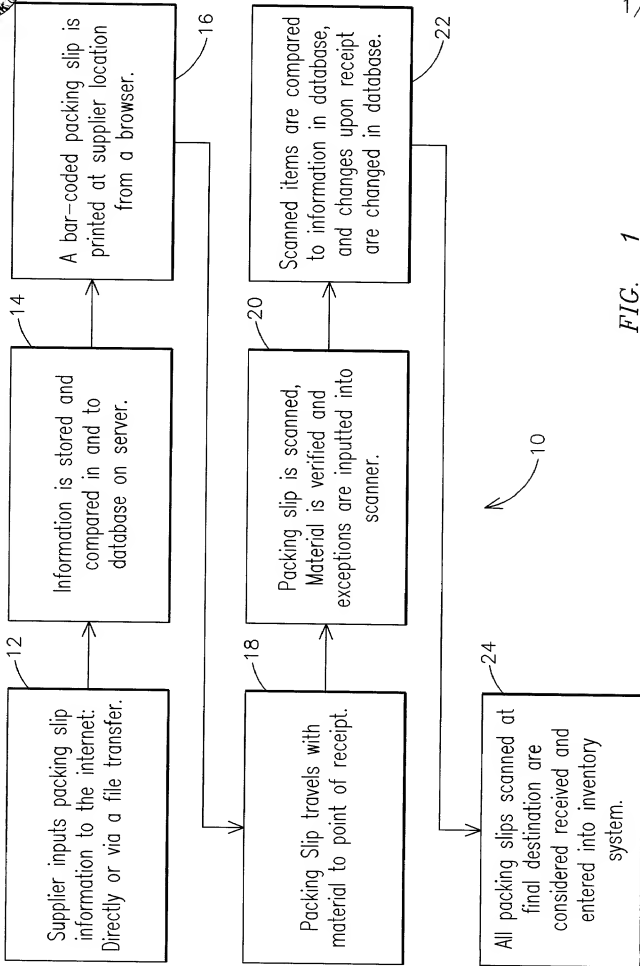 12
Supplier inputs packing slip
information to the internet:
Directly or via a file transfer.
14
Information is stored and
compared in and to
database on server.
16
A bar-coded packing slip is
printed at supplier location
from a browser.
18
Packing Slip travels with
material to point of receipt.
20
Packing slip is scanned,
Material is verified and
exceptions are inputted into
scanner.
22
Scanned items are compared
to information in database,
and changes upon receipt
are changed in database.
24
All packing slips scanned at
final destination are
considered received and
entered into inventory
system.
10
FIG. 1
1/